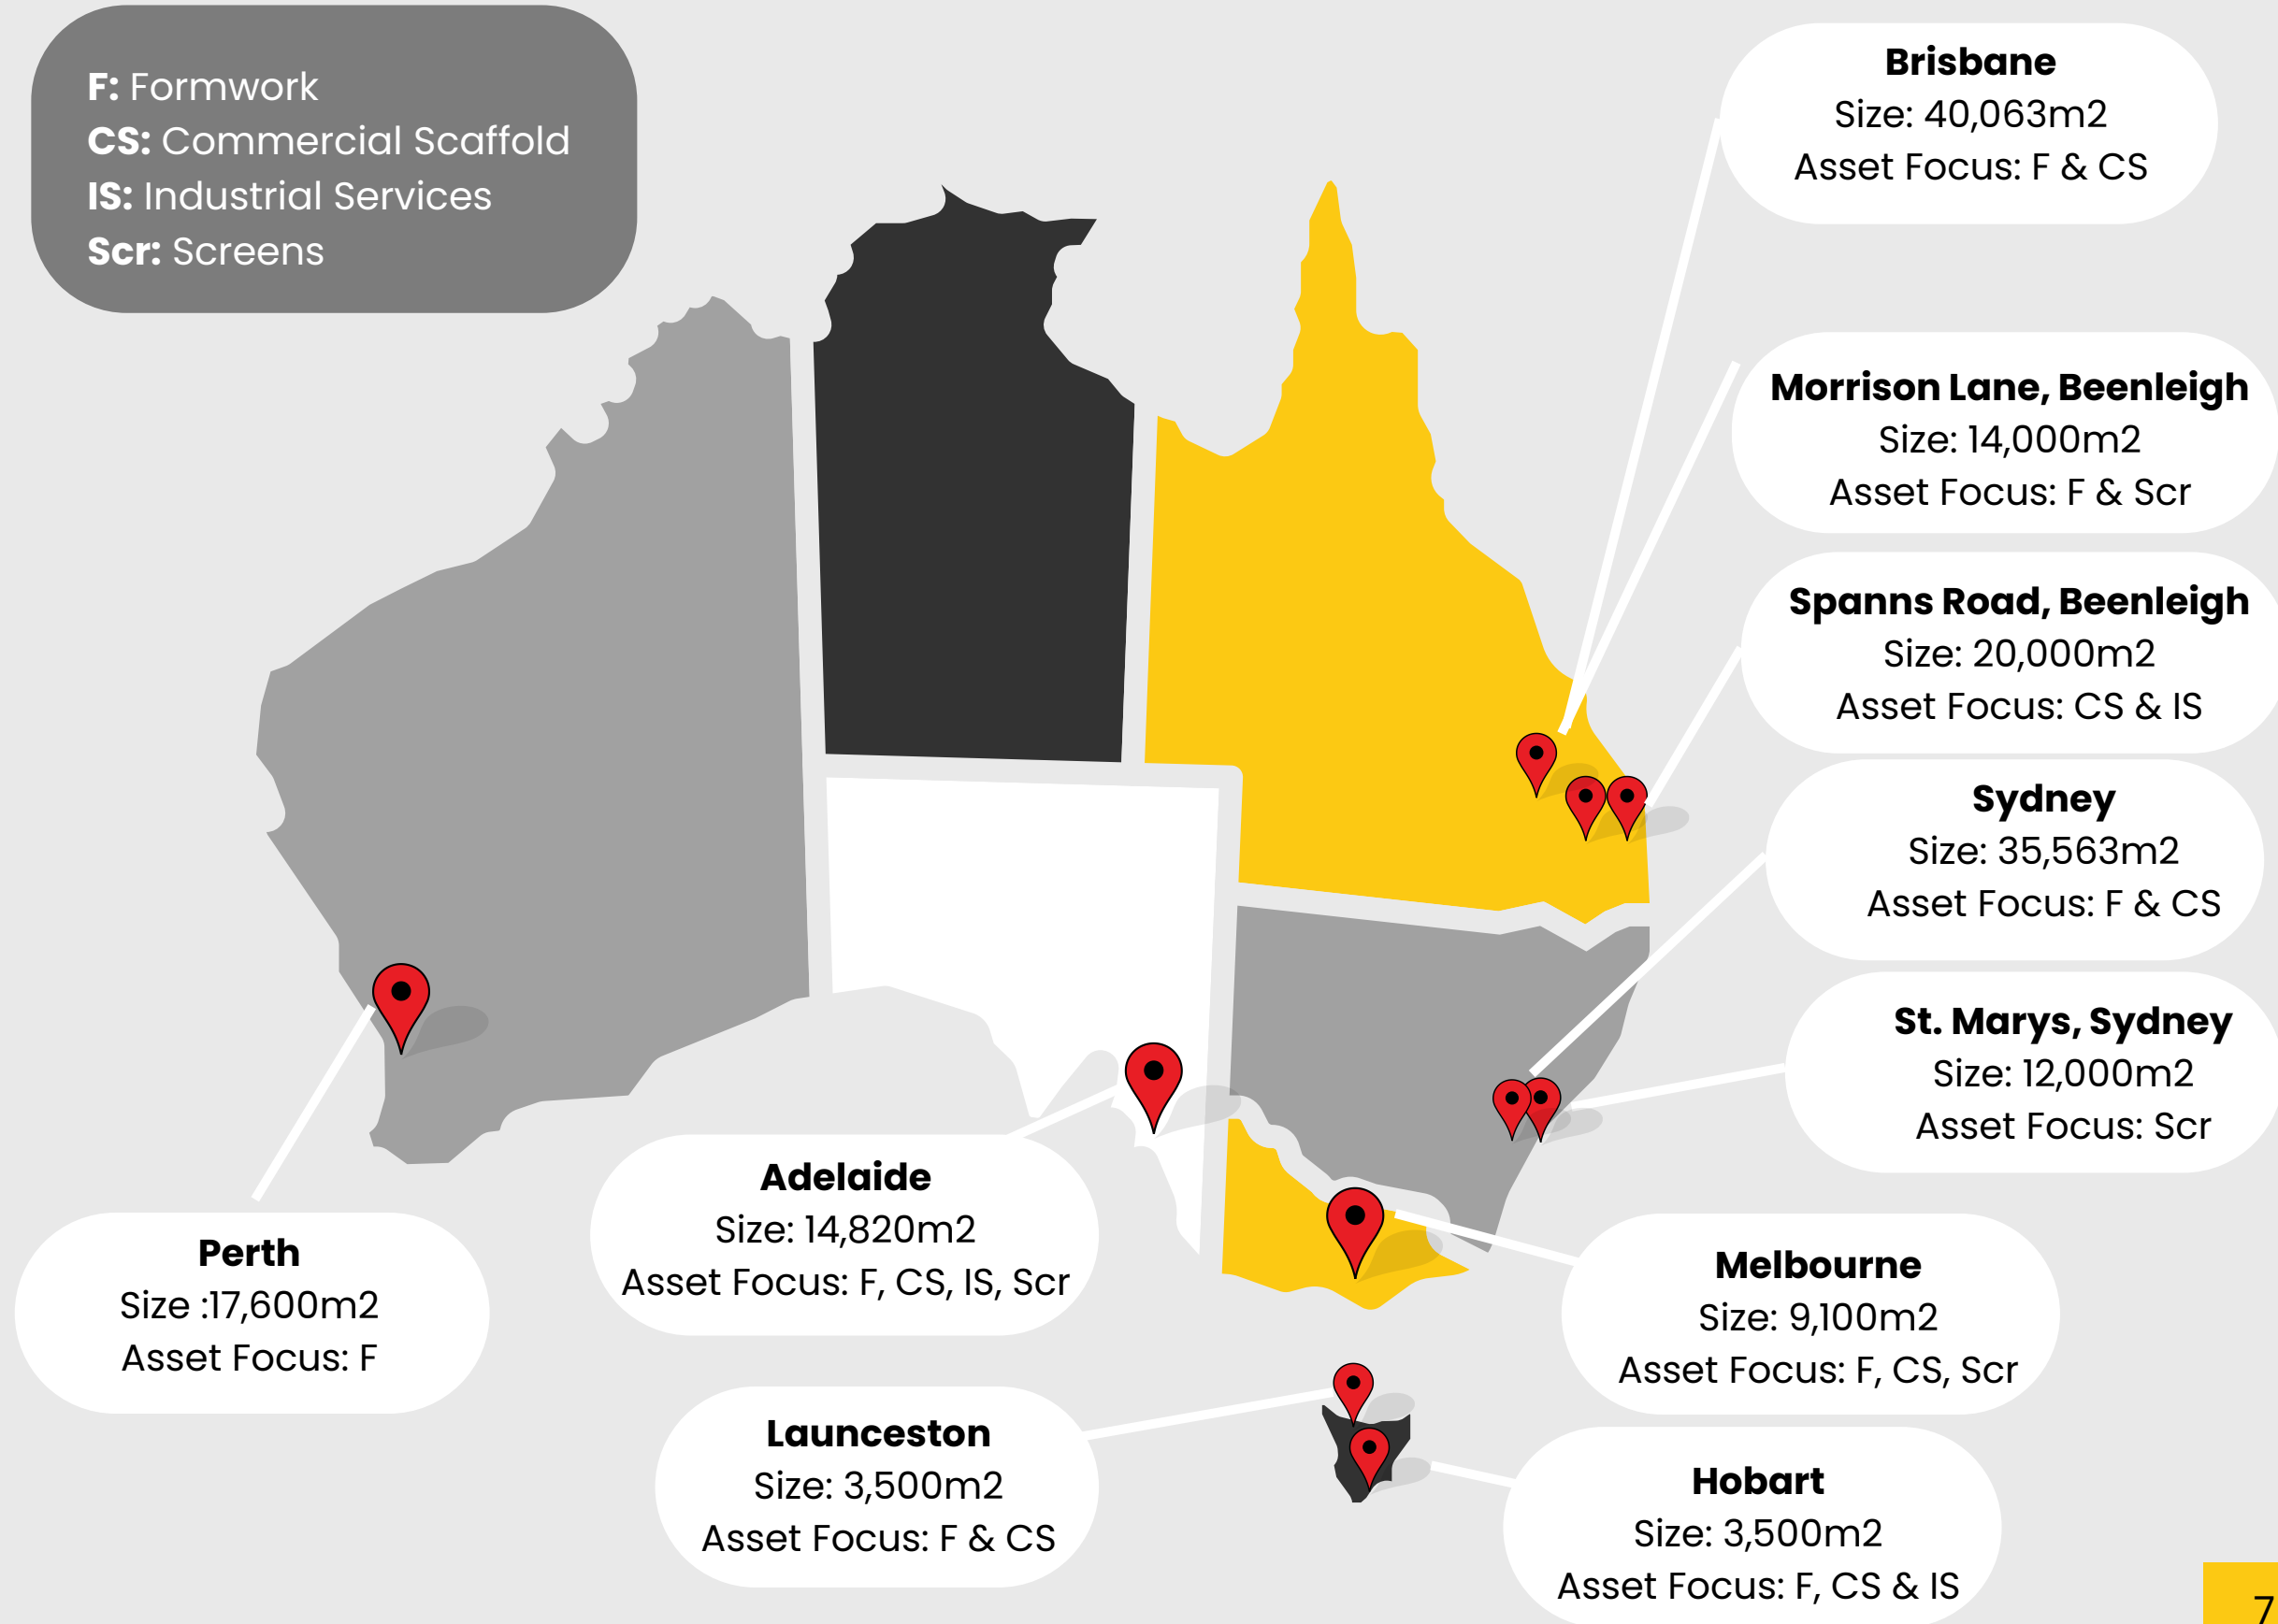 F: Formwork
CS: Commercial Scaffold
IS: Industrial Services
Scr: Screens
Brisbane
Size: 40,063m2
Asset Focus: F & CS
Morrison Lane, Beenleigh
Size: 14,000m2
Asset Focus: F & Scr
Spanns Road, Beenleigh
Size: 20,000m2
Asset Focus: CS & IS
Sydney
Size: 35,563m2
Asset Focus: F & CS
St. Marys, Sydney
Size: 12,000m2
Asset Focus: Scr
Adelaide
Size: 14,820m2
Asset Focus: F, CS, IS, Scr
Perth
Size :17,600m2
Asset Focus: F
Melbourne
Size: 9,100m2
Asset Focus: F, CS, Scr
Launceston
Size: 3,500m2
Asset Focus: F & CS
Hobart
Size: 3,500m2
Asset Focus: F, CS & IS
7